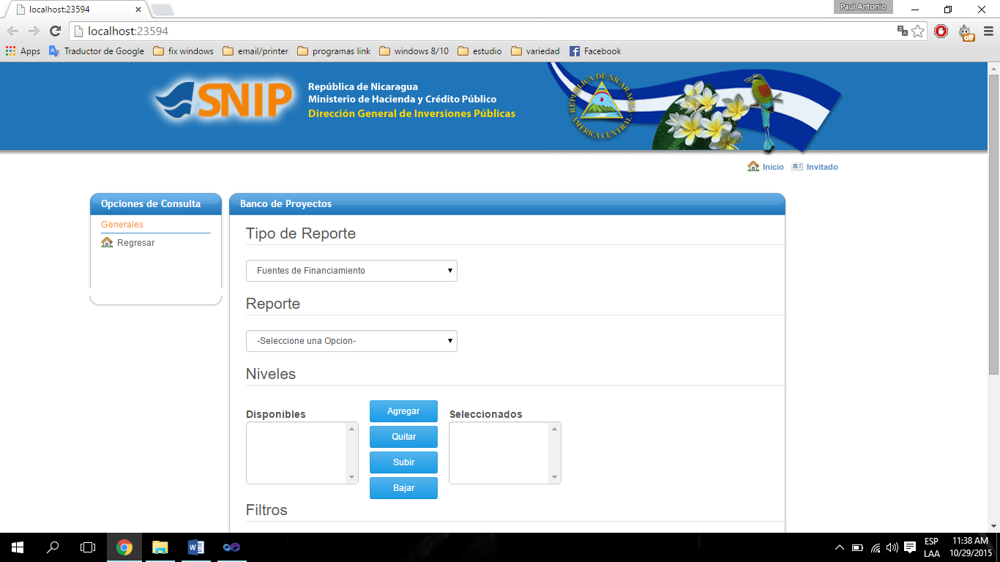 localhost:23594
Paul Antonio
localhost:23594
Apps Traductor de Google fix windows email/printer programas link windows 8/10 estudio variedad Facebook
off
SNIP
República de Nicaragua
Ministerio de Hacienda y Crédito Público
Dirección General de Inversiones Públicas
REPUBLICA DE NICARAGUA
AMERICA CENTRAL
Inicio Invitado
Opciones de Consulta
Generales
Regresar
Banco de Proyectos
Tipo de Reporte
Fuentes de Financiamiento
Reporte
-Seleccione una Opcion-
Niveles
Disponibles
Agregar
Quitar
Subir
Bajar
Seleccionados
Filtros
ESP
LAA
11:38 AM
10/29/2015